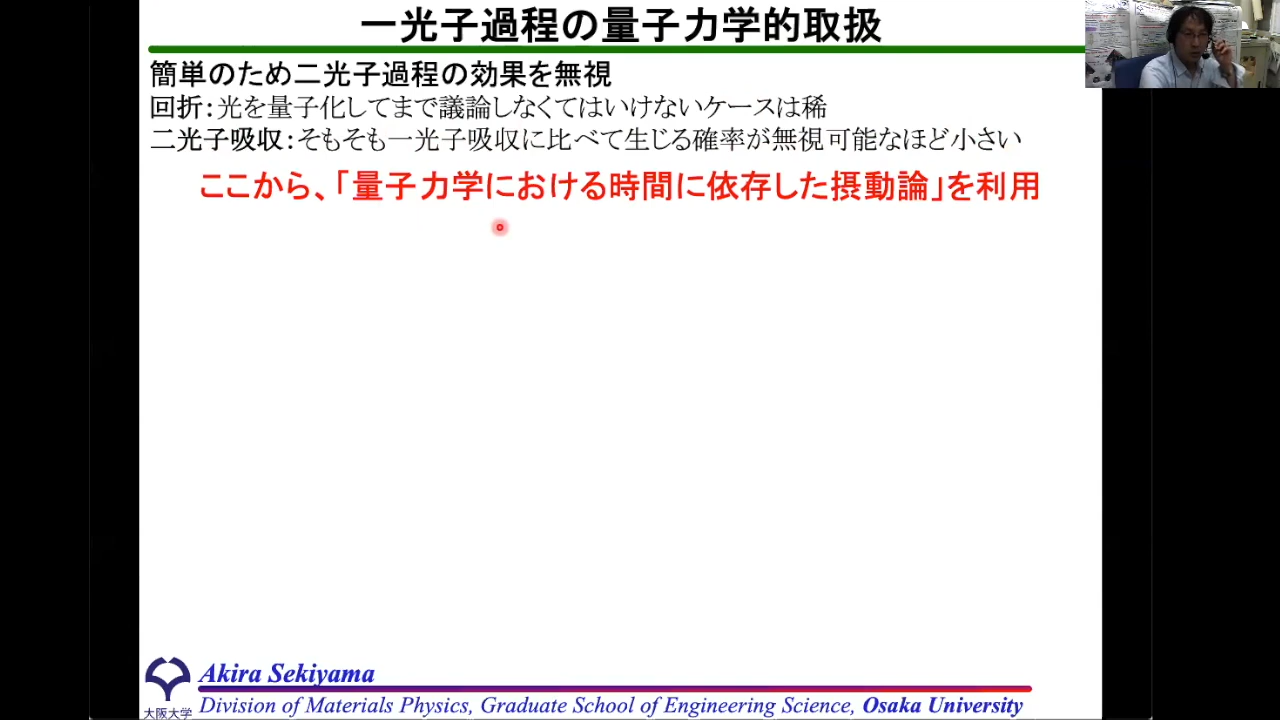 一光子過程の量子力学的取扱
簡単のため二光子過程の効果を無視
回折：光を量子化してまで議論しなくてはいけないケースは稀
二光子吸収：そもそも一光子吸収に比べて生じる確率が無視可能なほど小さい
ここから、「量子力学における時間に依存した摂動論」を利用
Akira Sekiyama
大阪大学
Division of Materials Physics, Graduate School of Engineering Science, Osaka University